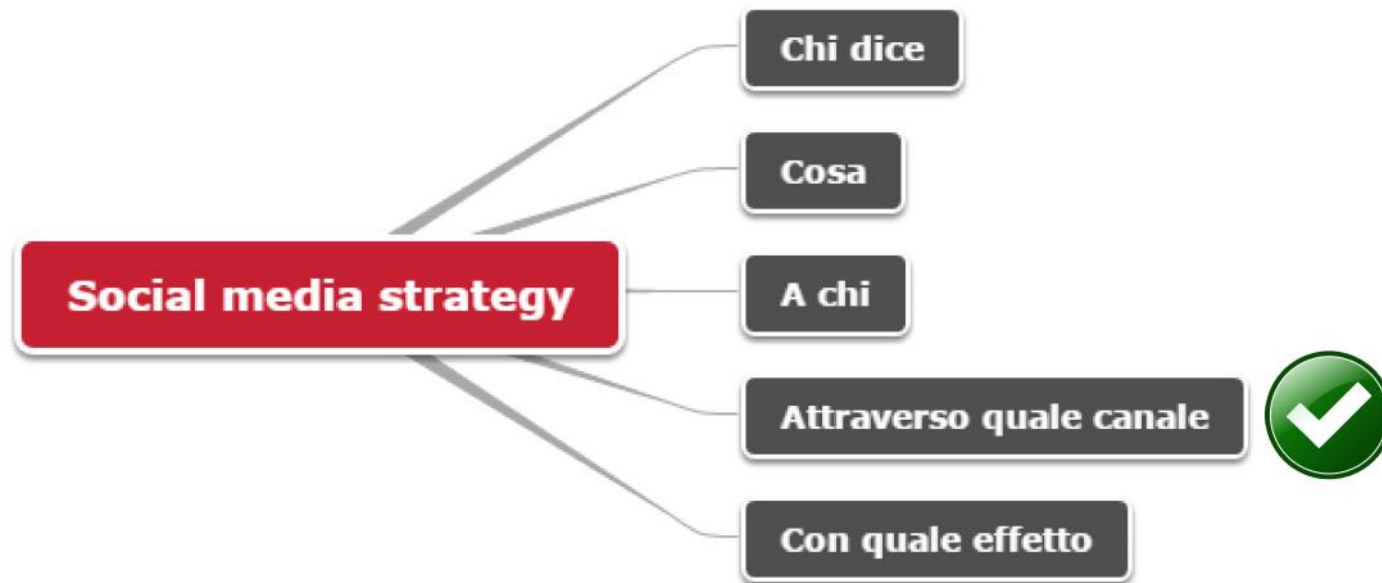 Chi dice
Cosa
Social media strategy
A chi
Attraverso quale canale
Con quale effetto